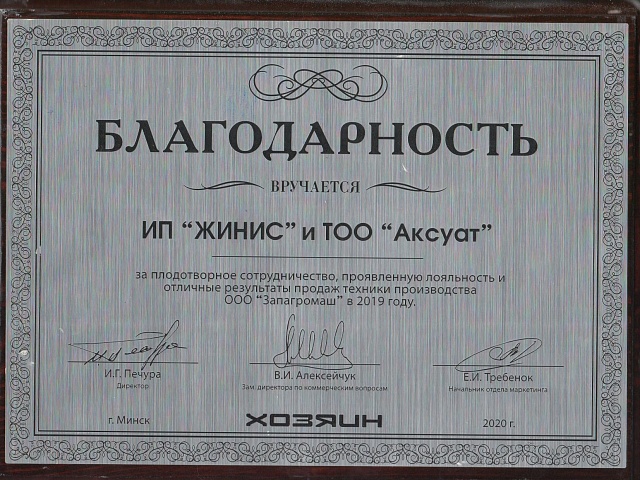 БЛАГОДАРНОСТЬ
ВРУЧАЕТСЯ
ИП “ЖИНИС” и ТОО “Аксуат”
за плодотворное сотрудничество, проявленную лояльность и
отличные результаты продаж техники производства
ООО “Запагромаш” в 2019 году.
И.Г. Печура
Директор
В.И. Алексейчук
Зам. директора по коммерческим вопросам
Е.И. Требенок
Начальник отдела маркетинга
г. Минск
ХОЗЯИН
2020 г.